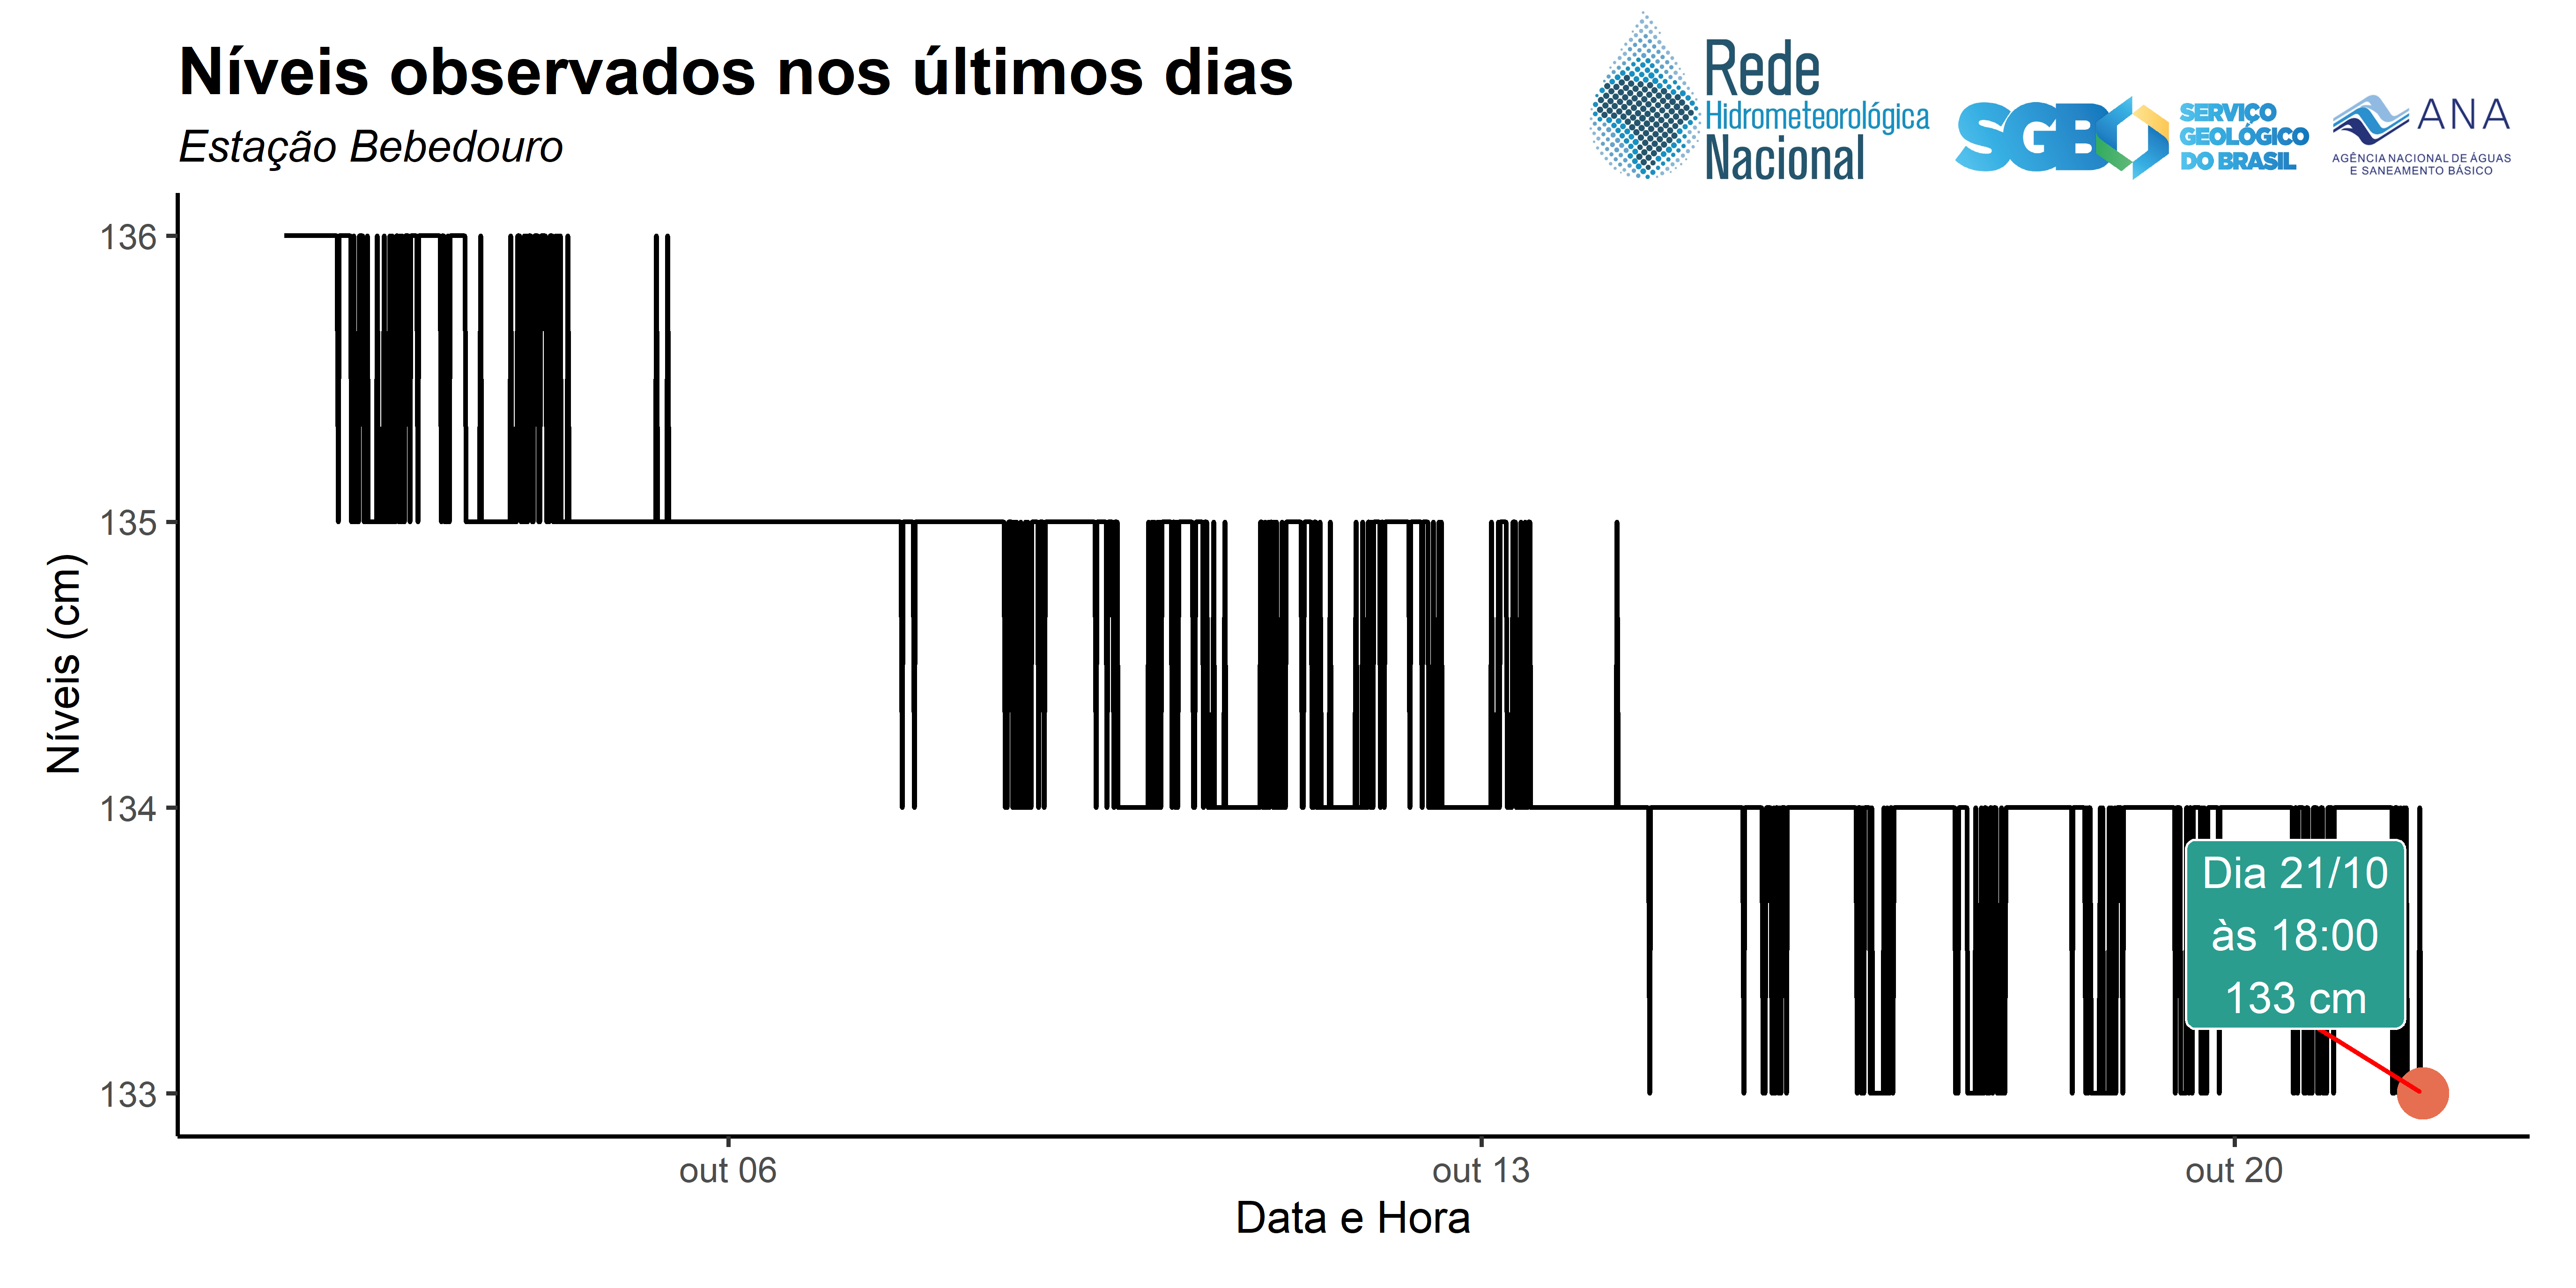 Níveis observados nos últimos dias
Estação Bebedouro
Rede
Hidrometeorológica
Nacional
SGB
SERVIÇO
GEOLÓGICO
DO BRASIL
ANA
AGÊNCIA NACIONAL DE ÁGUAS
E SANEAMENTO BÁSICO
Níveis (cm)
136
135
134
133
Dia 21/10
às 18:00
133 cm
out 06
out 13
out 20
Data e Hora